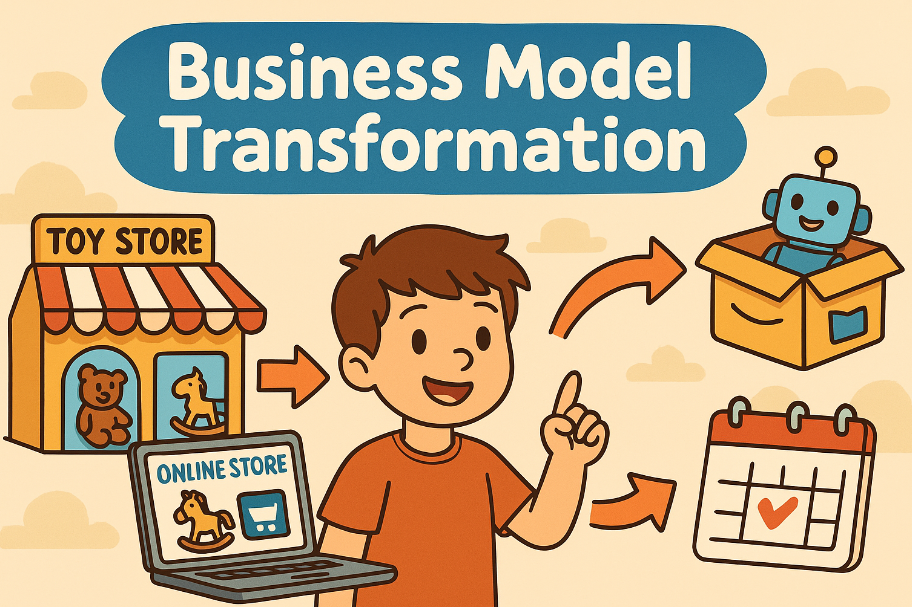 Business Model
Transformation
TOY STORE
ONLINE STORE